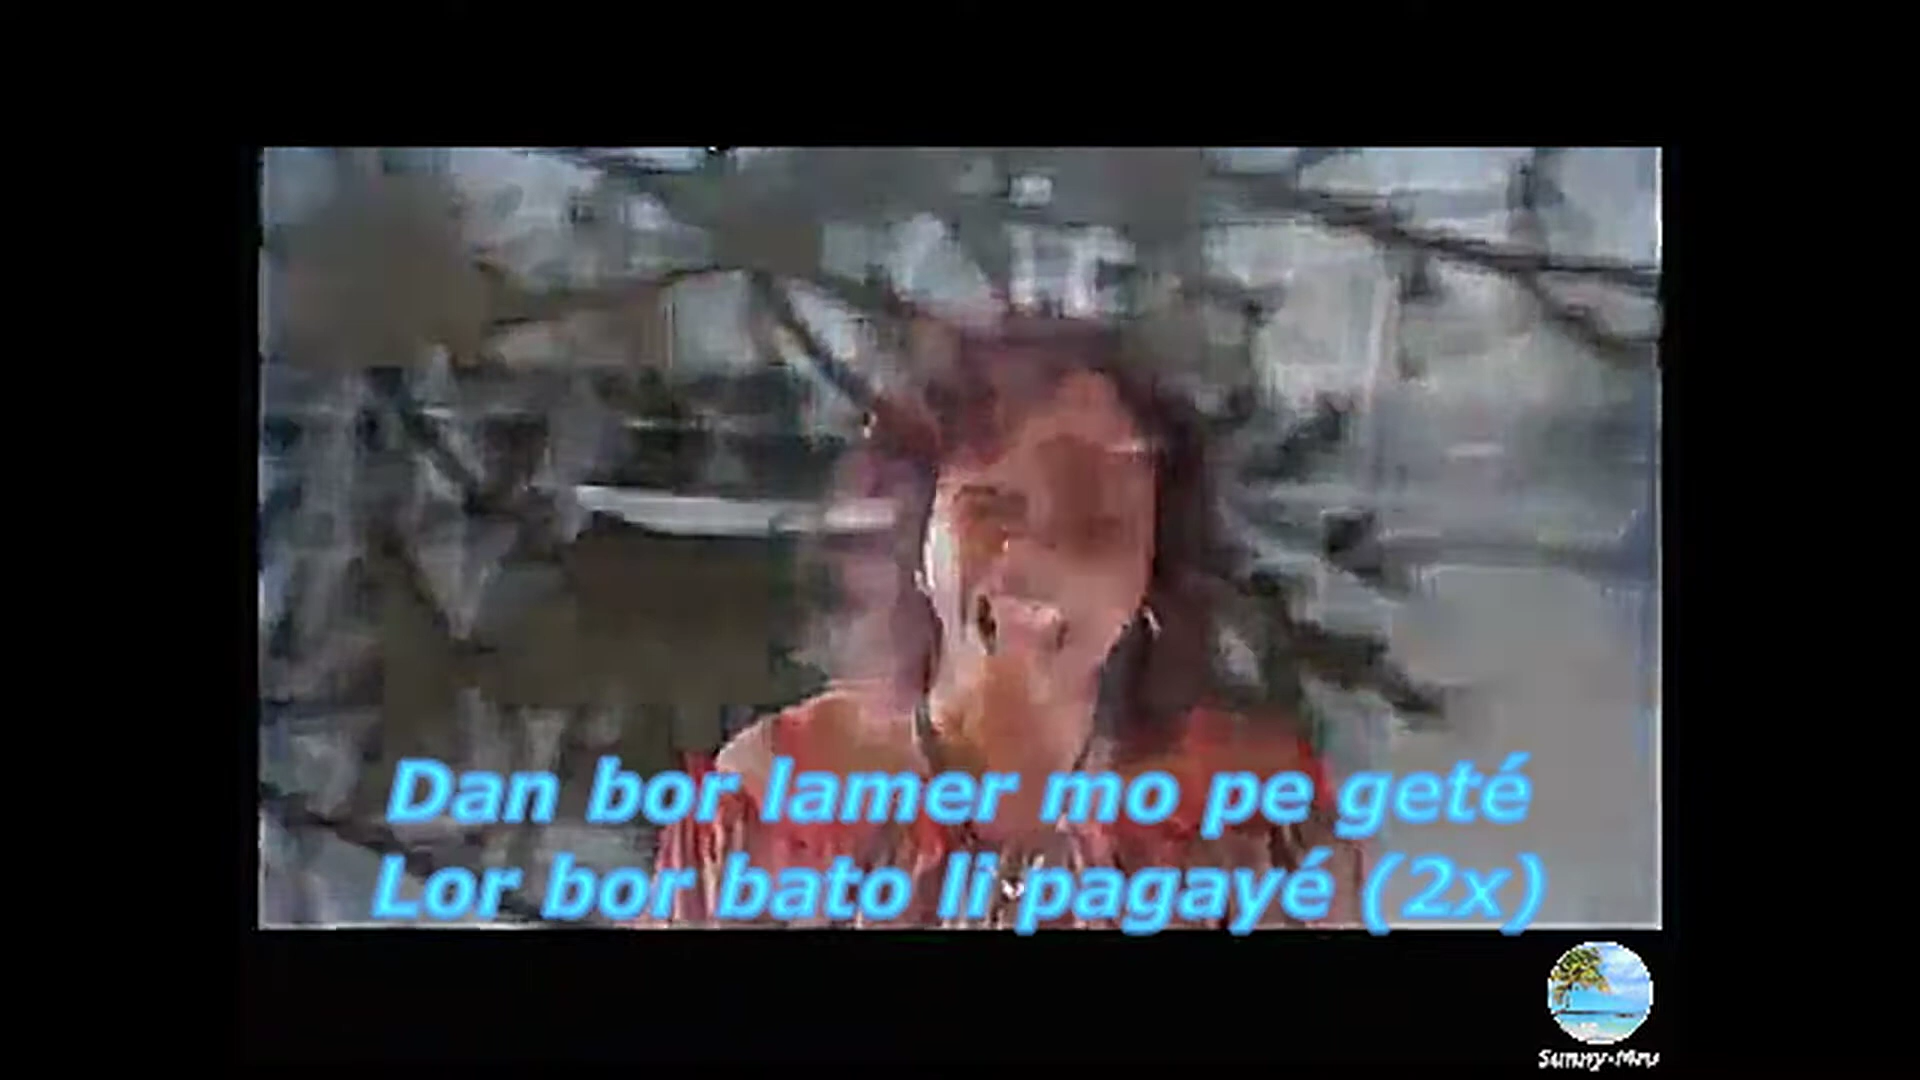 Dan bor lamer mo pe geté
Lor bor bato li pagayé (2x)
Sunny-Mru